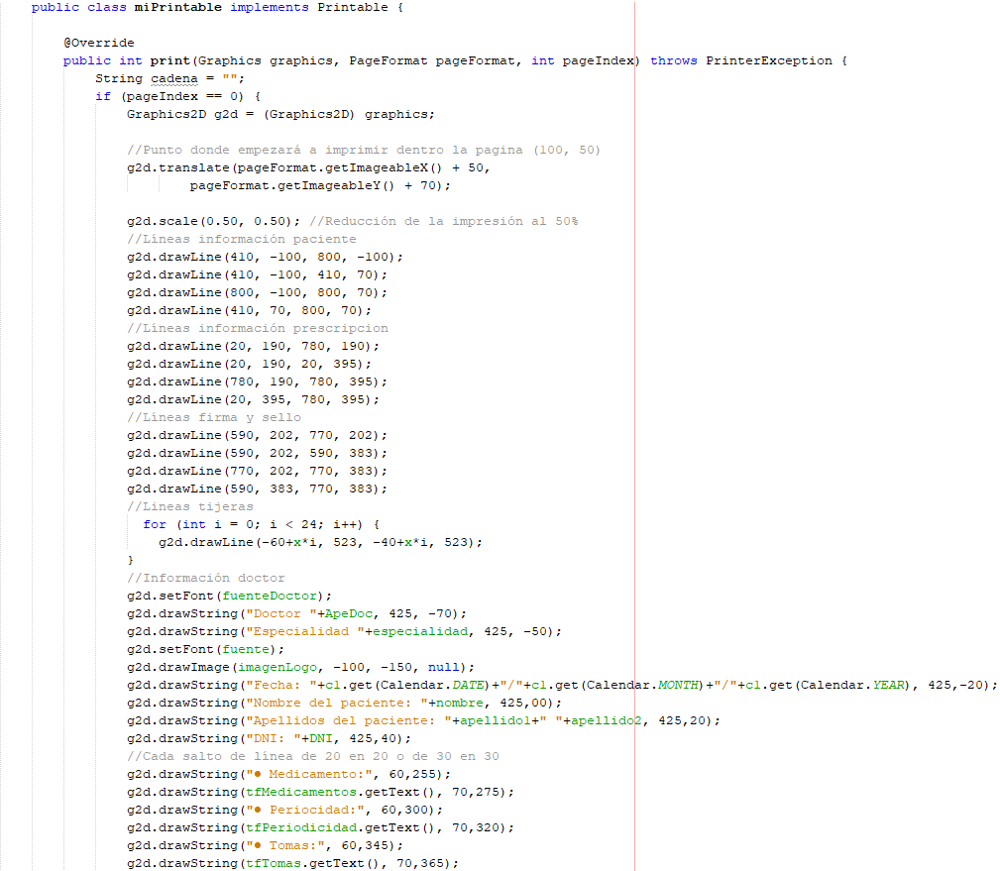 public class miPrintable implements Printable {
@Override
public int print(Graphics graphics, PageFormat pageFormat, int pageIndex) throws PrinterException {
String cadena = "";
if (pageIndex == 0) {
Graphics2D g2d = (Graphics2D) graphics;
//Punto donde empezará a imprimir dentro la pagina (100, 50)
g2d.translate(pageFormat.getImageableX() + 50,
pageFormat.getImageableY() + 70);
g2d.scale(0.50, 0.50); //Reducción de la impresión al 50%
//Líneas información paciente
g2d.drawLine(410, -100, 800, -100);
g2d.drawLine(410, -100, 410, 70);
g2d.drawLine(800, -100, 800, 70);
g2d.drawLine(410, 70, 800, 70);
//Líneas información prescripcion
g2d.drawLine(20, 190, 780, 190);
g2d.drawLine(20, 190, 20, 395);
g2d.drawLine(780, 190, 780, 395);
g2d.drawLine(20, 395, 780, 395);
//Líneas firma y sello
g2d.drawLine(590, 202, 770, 202);
g2d.drawLine(590, 202, 590, 383);
g2d.drawLine(770, 202, 770, 383);
g2d.drawLine(590, 383, 770, 383);
//Lineas tijeras
for (int i = 0; i < 24; i++) {
g2d.drawLine(-60+x*i, 523, -40+x*i, 523);
}
//Información doctor
g2d.setFont(fuenteDoctor);
g2d.drawString("Doctor "+ApeDoc, 425, -70);
g2d.drawString("Especialidad "+especialidad, 425, -50);
g2d.setFont(fuente);
g2d.drawImage(imagenLogo, -100, -150, null);
g2d.drawString("Fecha: "+c1.get(Calendar.DATE)+"/"+c1.get(Calendar.MONTH)+"/"+c1.get(Calendar.YEAR), 425,-20);
g2d.drawString("Nombre del paciente: "+nombre, 425,00);
g2d.drawString("Apellidos del paciente: "+apellido1+" "+apellido2, 425,20);
g2d.drawString("DNI: "+DNI, 425,40);
//Cada salto de línea de 20 en 20 o de 30 en 30
g2d.drawString("● Medicamento:", 60,255);
g2d.drawString(tfMedicamentos.getText(), 70,275);
g2d.drawString("● Periocidad:", 60,300);
g2d.drawString(tfPeriodicidad.getText(), 70,320);
g2d.drawString("● Tomas:", 60,345);
g2d.drawString(tfTomas.getText(), 70,365);